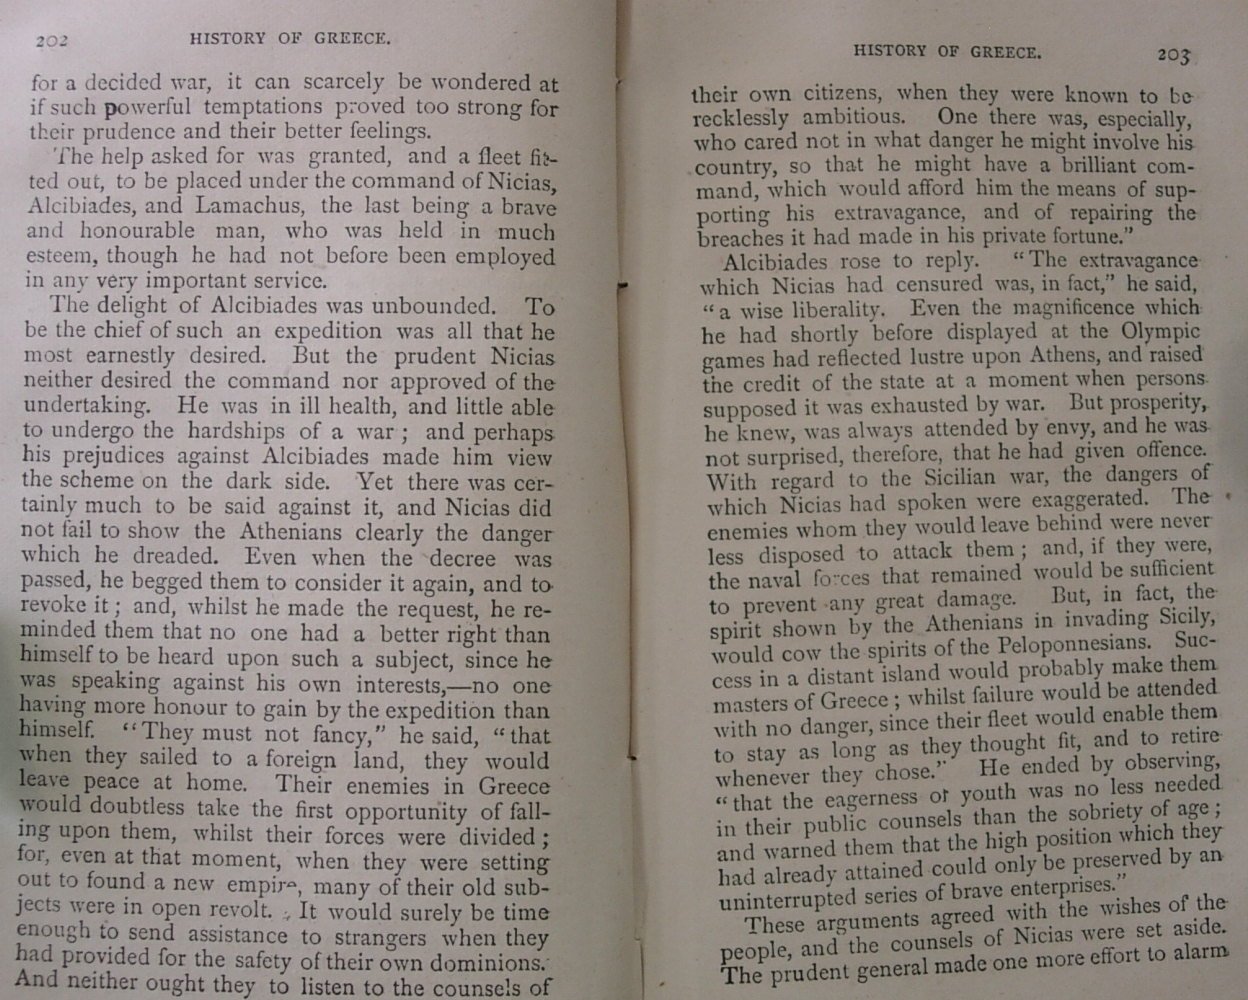 202
HISTORY OF GREECE.
for a decided war, it can scarcely be wondered at
if such powerful temptations proved too strong for
their prudence and their better feelings.
The help asked for was granted, and a fleet fit-
ted out, to be placed under the command of Nicias,
Alcibiades, and Lamachus, the last being a brave
and honourable man, who was held in much
esteem, though he had not before been employed
in any very important service.
The delight of Alcibiades was unbounded. To
be the chief of such an expedition was all that he
most earnestly desired. But the prudent Nicias
neither desired the command nor approved of the
undertaking. He was in ill health, and little able
to undergo the hardships of a war; and perhaps
his prejudices against Alcibiades made him view
the scheme on the dark side. Yet there was cer-
tainly much to be said against it, and Nicias did
not fail to show the Athenians clearly the danger
which he dreaded. Even when the decree was
passed, he begged them to consider it again, and to
revoke it; and, whilst he made the request, he re-
minded them that no one had a better right than
himself to be heard upon such a subject, since he
was speaking against his own interests,—no one
having more honour to gain by the expedition than
himself. "They must not fancy," he said, "that
when they sailed to a foreign land, they would
leave peace at home. Their enemies in Greece
would doubtless take the first opportunity of fall-
ing upon them, whilst their forces were divided;
for, even at that moment, when they were setting
out to found a new empire, many of their old sub-
jects were in open revolt. It would surely be time
enough to send assistance to strangers when they
had provided for the safety of their own dominions.
And neither ought they to listen to the counsels of
HISTORY OF GREECE.
203
their own citizens, when they were known to be
recklessly ambitious. One there was, especially,
who cared not in what danger he might involve his
country, so that he might have a brilliant com-
mand, which would afford him the means of sup-
porting his extravagance, and of repairing the
breaches it had made in his private fortune."
Alcibiades rose to reply. "The extravagance
which Nicias had censured was, in fact," he said,
"a wise liberality. Even the magnificence which
he had shortly before displayed at the Olympic
games had reflected lustre upon Athens, and raised
the credit of the state at a moment when persons
supposed it was exhausted by war. But prosperity,
he knew, was always attended by envy, and he was
not surprised, therefore, that he had given offence.
With regard to the Sicilian war, the dangers of
which Nicias had spoken were exaggerated. The
enemies whom they would leave behind were never
less disposed to attack them; and, if they were,
the naval forces that remained would be sufficient
to prevent any great damage. But, in fact, the
spirit shown by the Athenians in invading Sicily,
would cow the spirits of the Peloponnesians. Suc-
cess in a distant island would probably make them
masters of Greece; whilst failure would be attended
with no danger, since their fleet would enable them
to stay as long as they thought fit, and to retire
whenever they chose." He ended by observing,
"that the eagerness of youth was no less needed
in their public counsels than the sobriety of age;
and warned them that the high position which they
had already attained could only be preserved by an
uninterrupted series of brave enterprises."
These arguments agreed with the wishes of the
people, and the counsels of Nicias were set aside.
The prudent general made one more effort to alarm